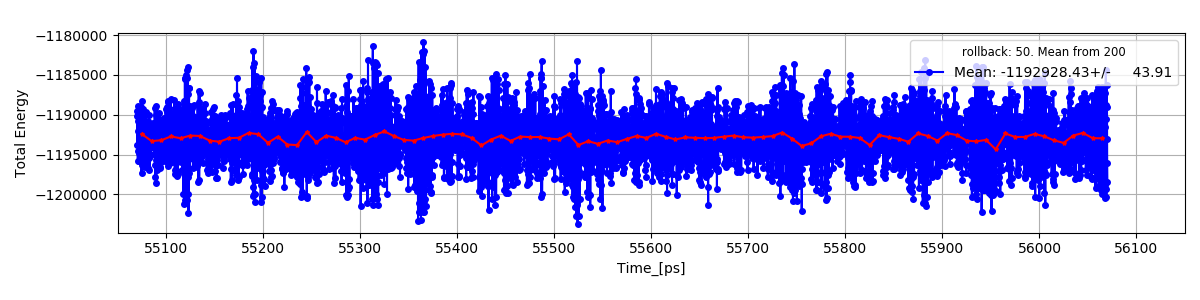 −1180000
−1185000
−1190000
−1195000
−1200000
Total Energy
rollback: 50. Mean from 200
Mean: -1192928.43+/- 43.91
55100 55200 55300 55400 55500 55600 55700 55800 55900 56000 56100
Time_[ps]